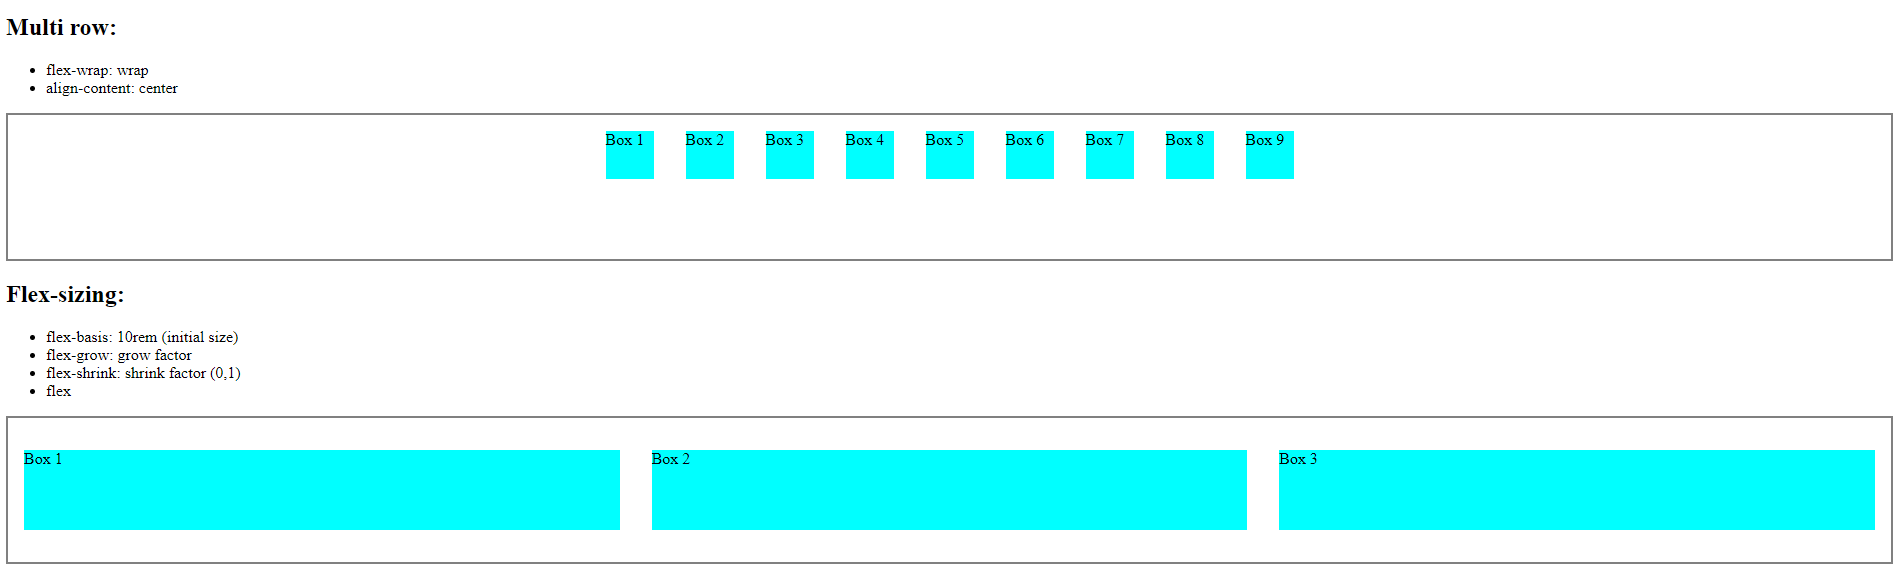 Multi row:
flex-wrap: wrap
align-content: center
Box 1 Box 2 Box 3 Box 4 Box 5 Box 6 Box 7 Box 8 Box 9
Flex-sizing:
flex-basis: 10rem (initial size)
flex-grow: grow factor
flex-shrink: shrink factor (0,1)
flex
Box 1 Box 2 Box 3